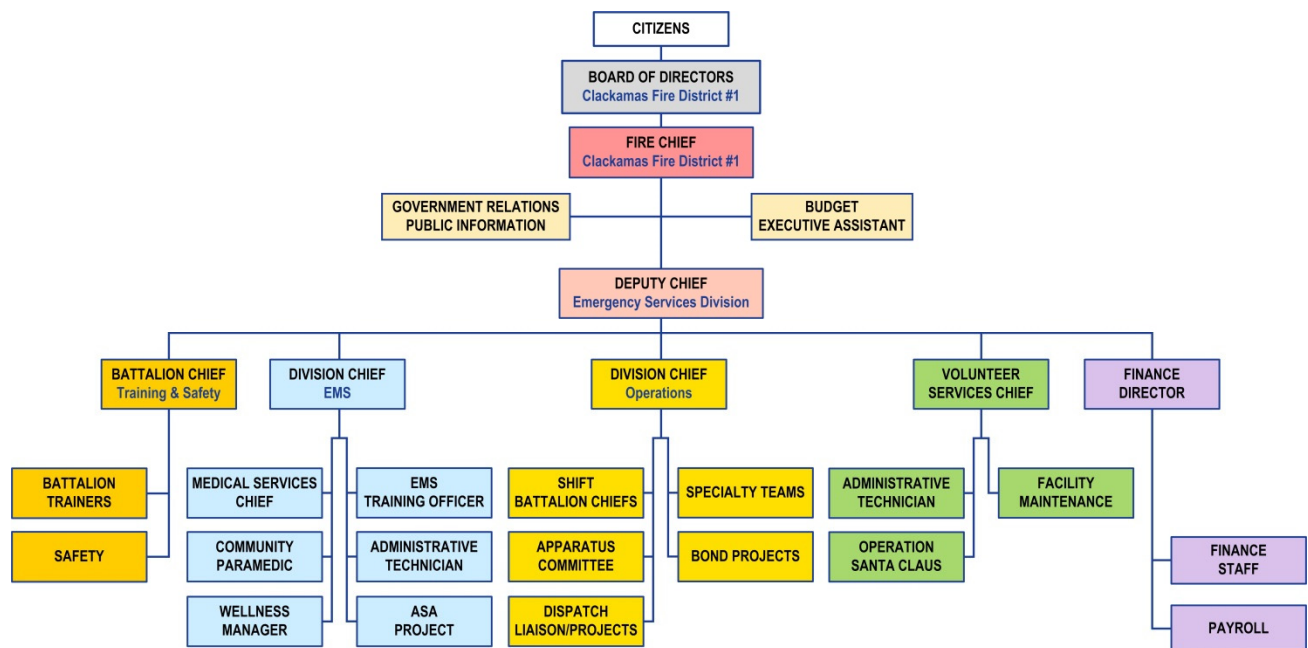 CITIZENS
BOARD OF DIRECTORS
Clackamas Fire District #1
FIRE CHIEF
Clackamas Fire District #1
GOVERNMENT RELATIONS
PUBLIC INFORMATION
BUDGET
EXECUTIVE ASSISTANT
DEPUTY CHIEF
Emergency Services Division
BATTALION CHIEF
Training & Safety
DIVISION CHIEF
EMS
DIVISION CHIEF
Operations
VOLUNTEER
SERVICES CHIEF
FINANCE
DIRECTOR
BATTALION
TRAINERS
SAFETY
MEDICAL SERVICES
CHIEF
EMS
TRAINING OFFICER
COMMUNITY
PARAMEDIC
ADMINISTRATIVE
TECHNICIAN
WELLNESS
MANAGER
ASA
PROJECT
SHIFT
BATTALION CHIEFS
SPECIALTY TEAMS
APPARATUS
COMMITTEE
BOND PROJECTS
DISPATCH
LIAISON/PROJECTS
ADMINISTRATIVE
TECHNICIAN
FACILITY
MAINTENANCE
OPERATION
SANTA CLAUS
FINANCE
STAFF
PAYROLL